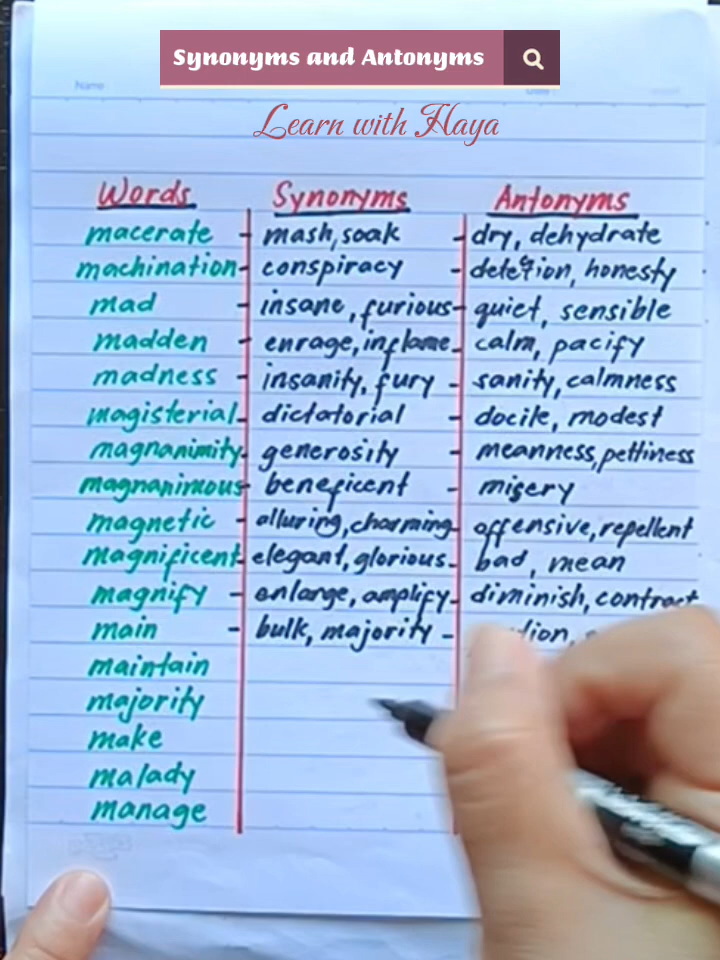 Synonyms and Antonyms
Name
Learn with Haya
Words Synonyms Antonyms
macerate - mash, soak - dry, dehydrate
machination - conspiracy - detetion, honesty
mad - insane, furious - quiet, sensible
madden - enrage, inflame - calm, pacify
madness - insanity, fury - sanity, calmness
magisterial - dictatorial - docile, modest
magnanimity - generosity - meanness, pettiness
magnanimous - beneficent - misery
magnetic - alluring, charming - offensive, repellent
magnificent - elegant, glorious - bad, mean
magnify - enlarge, amplify - diminish, contract
main - bulk, majority -
maintain
majority
make
malady
manage